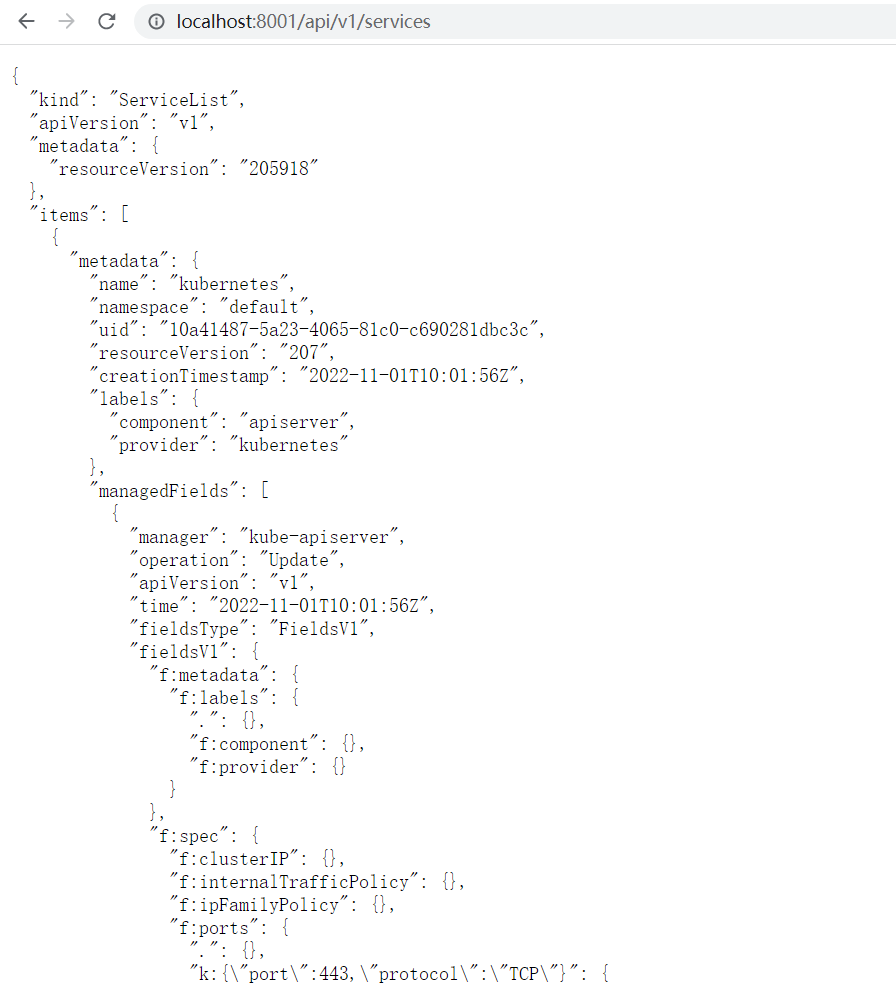 localhost:8001/api/v1/services
{
  "kind": "ServiceList",
  "apiVersion": "v1",
  "metadata": {
    "resourceVersion": "205918"
  },
  "items": [
    {
      "metadata": {
        "name": "kubernetes",
        "namespace": "default",
        "uid": "10a41487-5a23-4065-81c0-c690281dbc3c",
        "resourceVersion": "207",
        "creationTimestamp": "2022-11-01T10:01:56Z",
        "labels": {
          "component": "apiserver",
          "provider": "kubernetes"
        },
        "managedFields": [
          {
            "manager": "kube-apiserver",
            "operation": "Update",
            "apiVersion": "v1",
            "time": "2022-11-01T10:01:56Z",
            "fieldsType": "FieldsV1",
            "fieldsV1": {
              "f:metadata": {
                "f:labels": {
                  ".": {},
                  "f:component": {},
                  "f:provider": {}
                }
              },
              "f:spec": {
                "f:clusterIP": {},
                "f:internalTrafficPolicy": {},
                "f:ipFamilyPolicy": {},
                "f:ports": {
                  ".": {},
                  "k:{\"port\":443,\"protocol\":\"TCP\"}": {